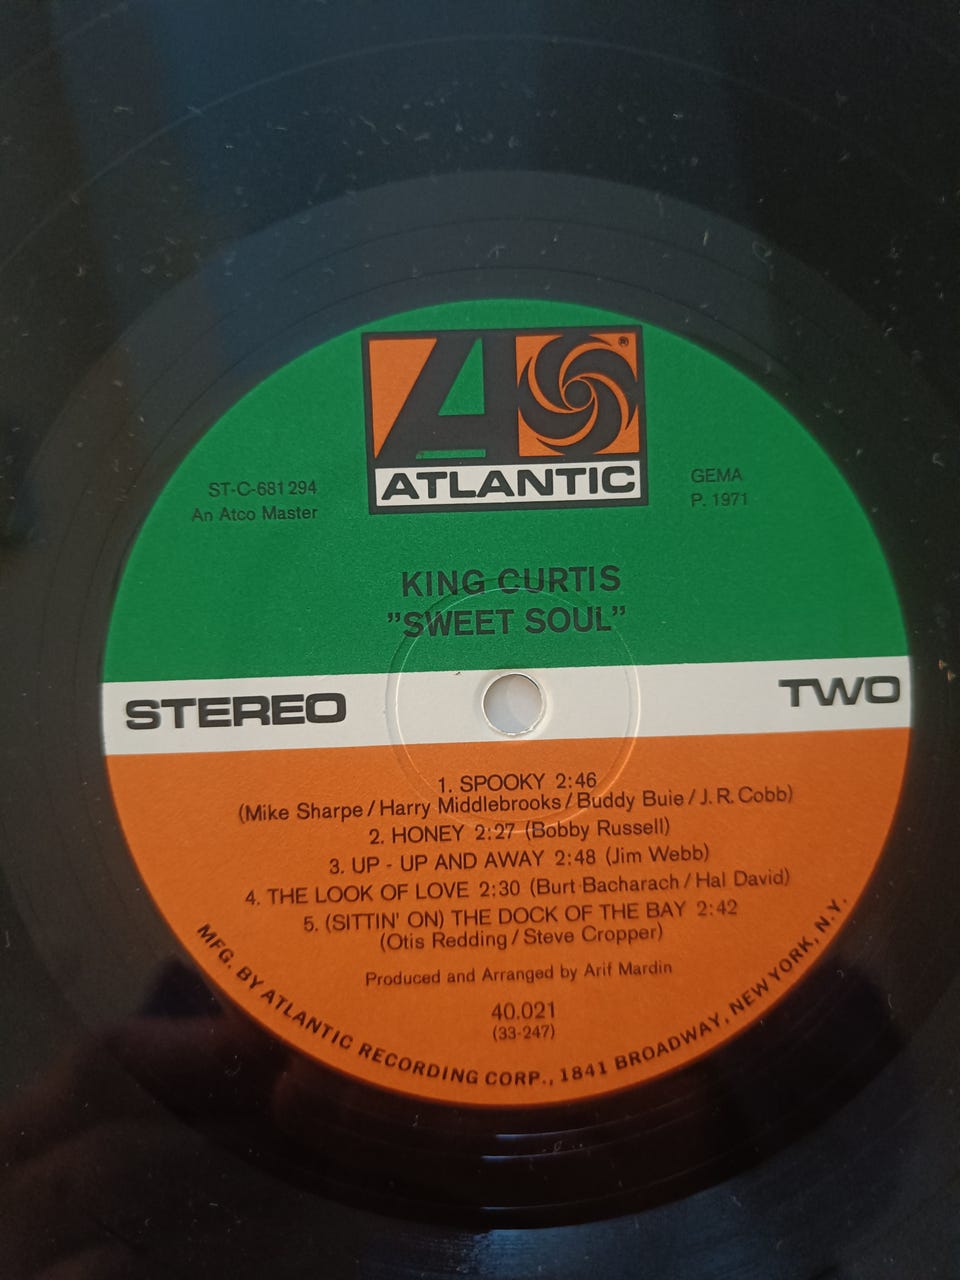 ®
ATLANTIC
ST-C-681 294
An Atco Master
GEMA
P. 1971
KING CURTIS
"SWEET SOUL"
STEREO
TWO
1. SPOOKY 2:46
(Mike Sharpe/Harry Middlebrooks/Buddy Buie/J. R. Cobb)
2. HONEY 2:27 (Bobby Russell)
3. UP - UP AND AWAY 2:48 (Jim Webb)
4. THE LOOK OF LOVE 2:30 (Burt Bacharach/Hal David)
5. (SITTIN' ON) THE DOCK OF THE BAY 2:42
(Otis Redding/Steve Cropper)
Produced and Arranged by Arif Mardin
40.021
(33-247)
MFG. BY ATLANTIC RECORDING CORP., 1841 BROADWAY, NEW YORK, N.Y.